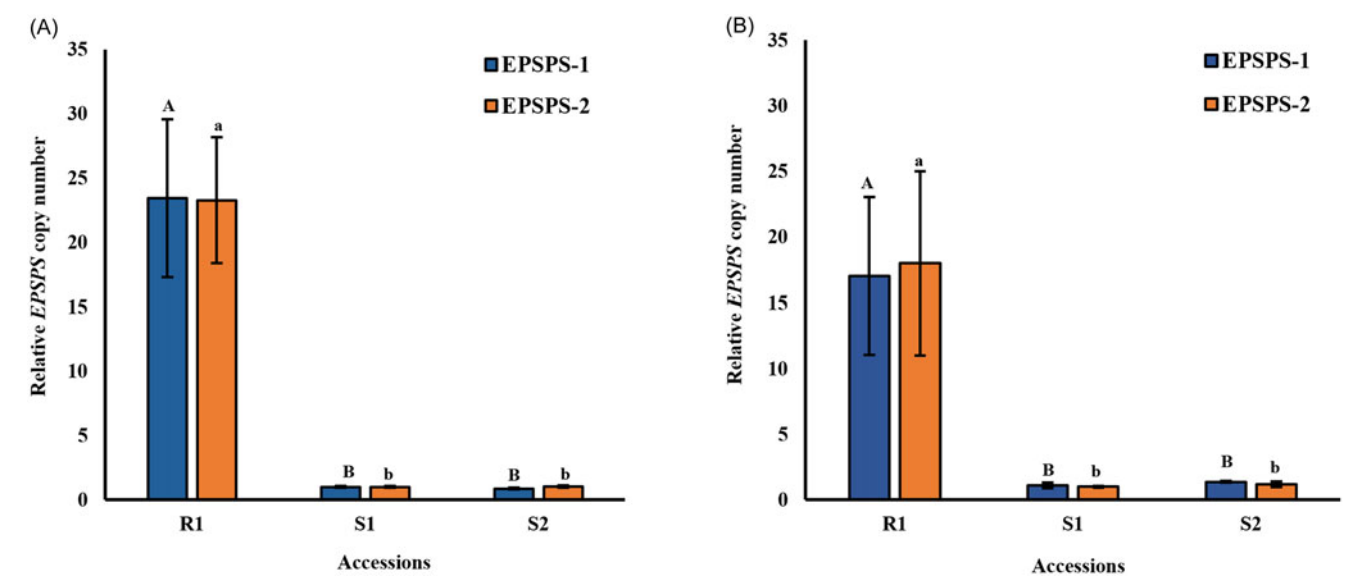 (A)
35
30
25
20
15
10
5
0
Relative EPSPS copy number
EPSPS-1
EPSPS-2
A
a
B
b
B
b
R1
S1
S2
Accessions
(B)
35
30
25
20
15
10
5
0
Relative EPSPS copy number
EPSPS-1
EPSPS-2
A
a
B
b
B
b
R1
S1
S2
Accessions